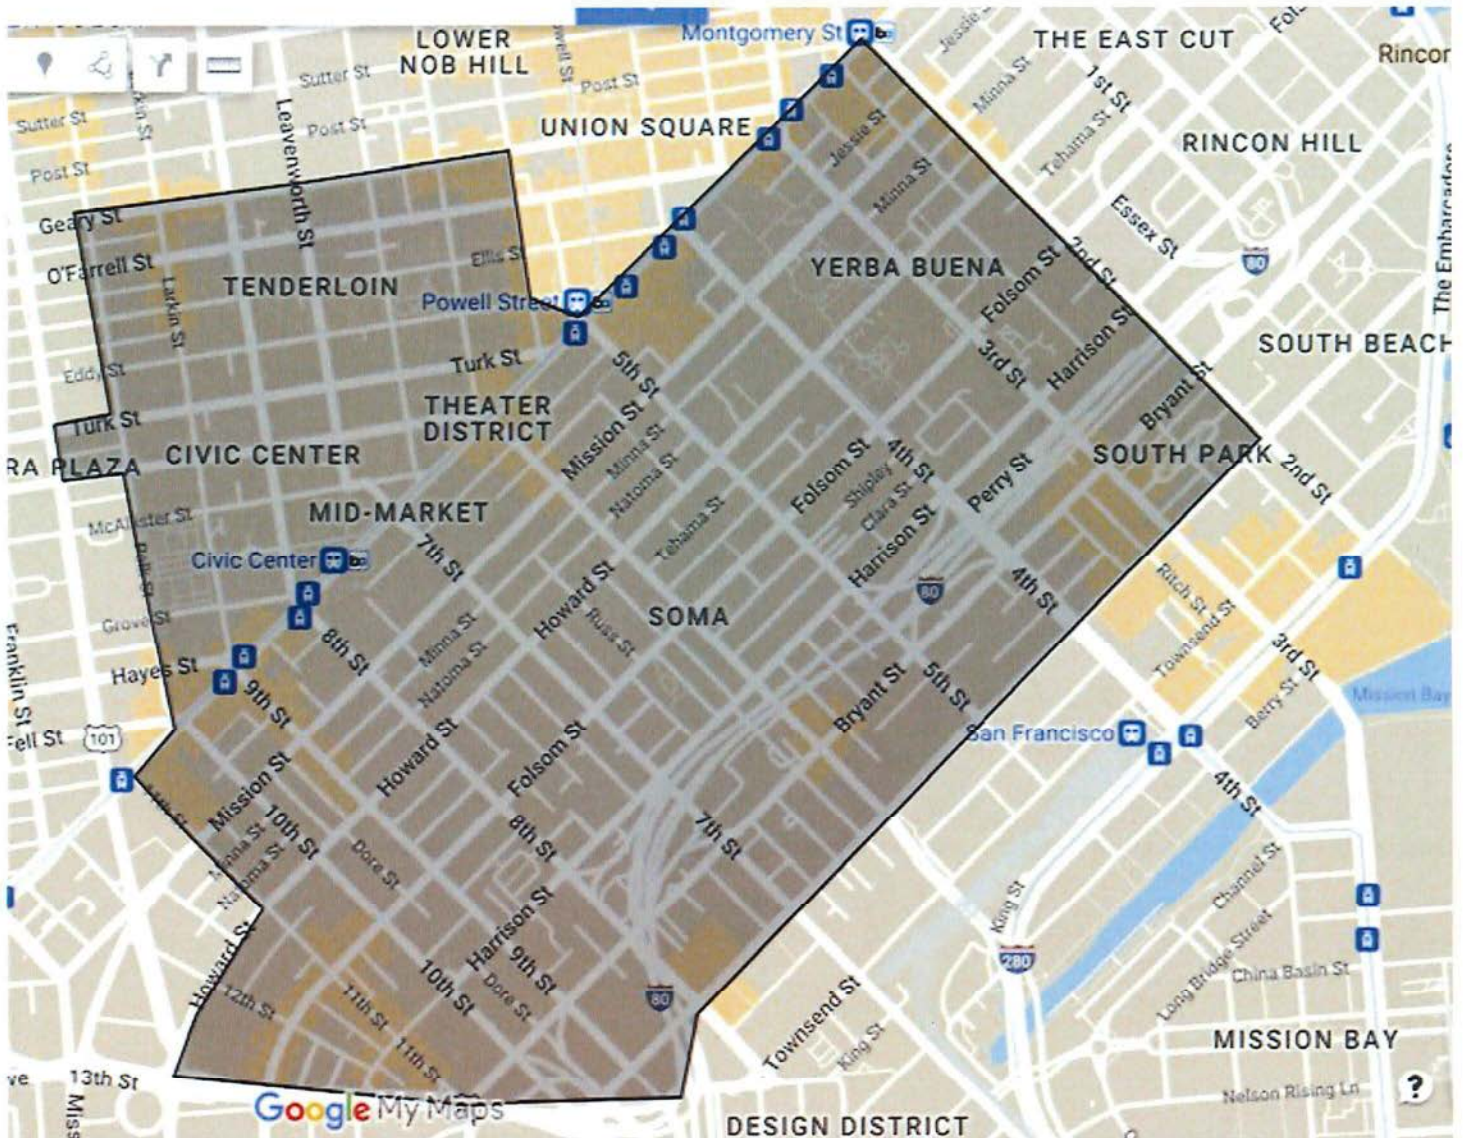 Montgomery St
LOWER
NOB HILL
THE EAST CUT
Jessie S
Rincor
Sutter St
Post St
1st St
Minna St
Sutter St
Post St
UNION SQUARE
Jessie St
Tehama St
RINCON HILL
Leavenworth St
Post St
Minna St
The Embarcadero
Geary St
Essex St
O'Farrell St
Ellis St
YERBA BUENA
2nd St
80
Larkin St
TENDERLOIN
Powell Street
Folsom St
Harrison St
SOUTH BEACH
Eddy St
Turk St
5th St
3rd St
Bryant St
THEATER
DISTRICT
Turk St
Mission St
Minna St
Natoma St
RA PLAZA
CIVIC CENTER
Folsom St
Shipley
Clara St
4th St
Perry St
SOUTH PARK
2nd St
McAllister St
MID-MARKET
Tehama St
Harrison St
Civic Center
7th St
Howard St
80
4th St
Ritch St
Townsend St
Polk St
Grove St
SOMA
Russ St
Franklin St
Hayes St
8th St
Minna St
Natoma St
3rd St
Fell St
101
9th St
Bryant St
5th St
San Francisco
Berry St
Mission Bay
Mission St
Howard St
Folsom St
4th St
10th St
Minna St
Natoma St
Dore St
8th St
7th St
Channel St
Howard St
Harrison St
9th St
10th St
Dore St
King St
280
Long Bridge Street
China Basin St
12th St
11th St
80
Townsend St
King St
MISSION BAY
11th St
ve
13th St
Miss
Google My Maps
Nelson Rising Ln
?
DESIGN DISTRICT